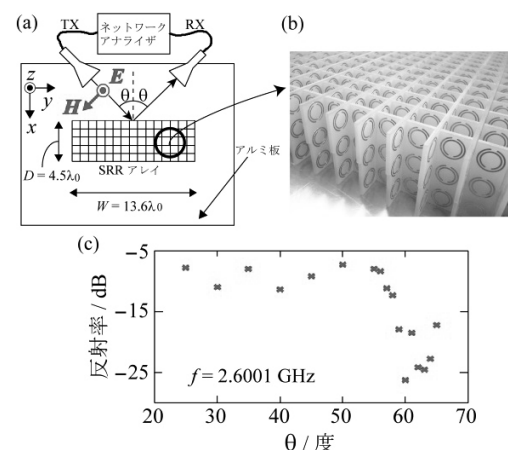 (a)
TX
ネットワーク
アナライザ
RX
(b)
z
y
x
E
H
θ θ
D = 4.5λ0
SRR アレイ
W = 13.6λ0
アルミ板
(c)
反射率 / dB
-5
-15
-25
f = 2.6001 GHz
20 30 40 50 60 70
θ / 度